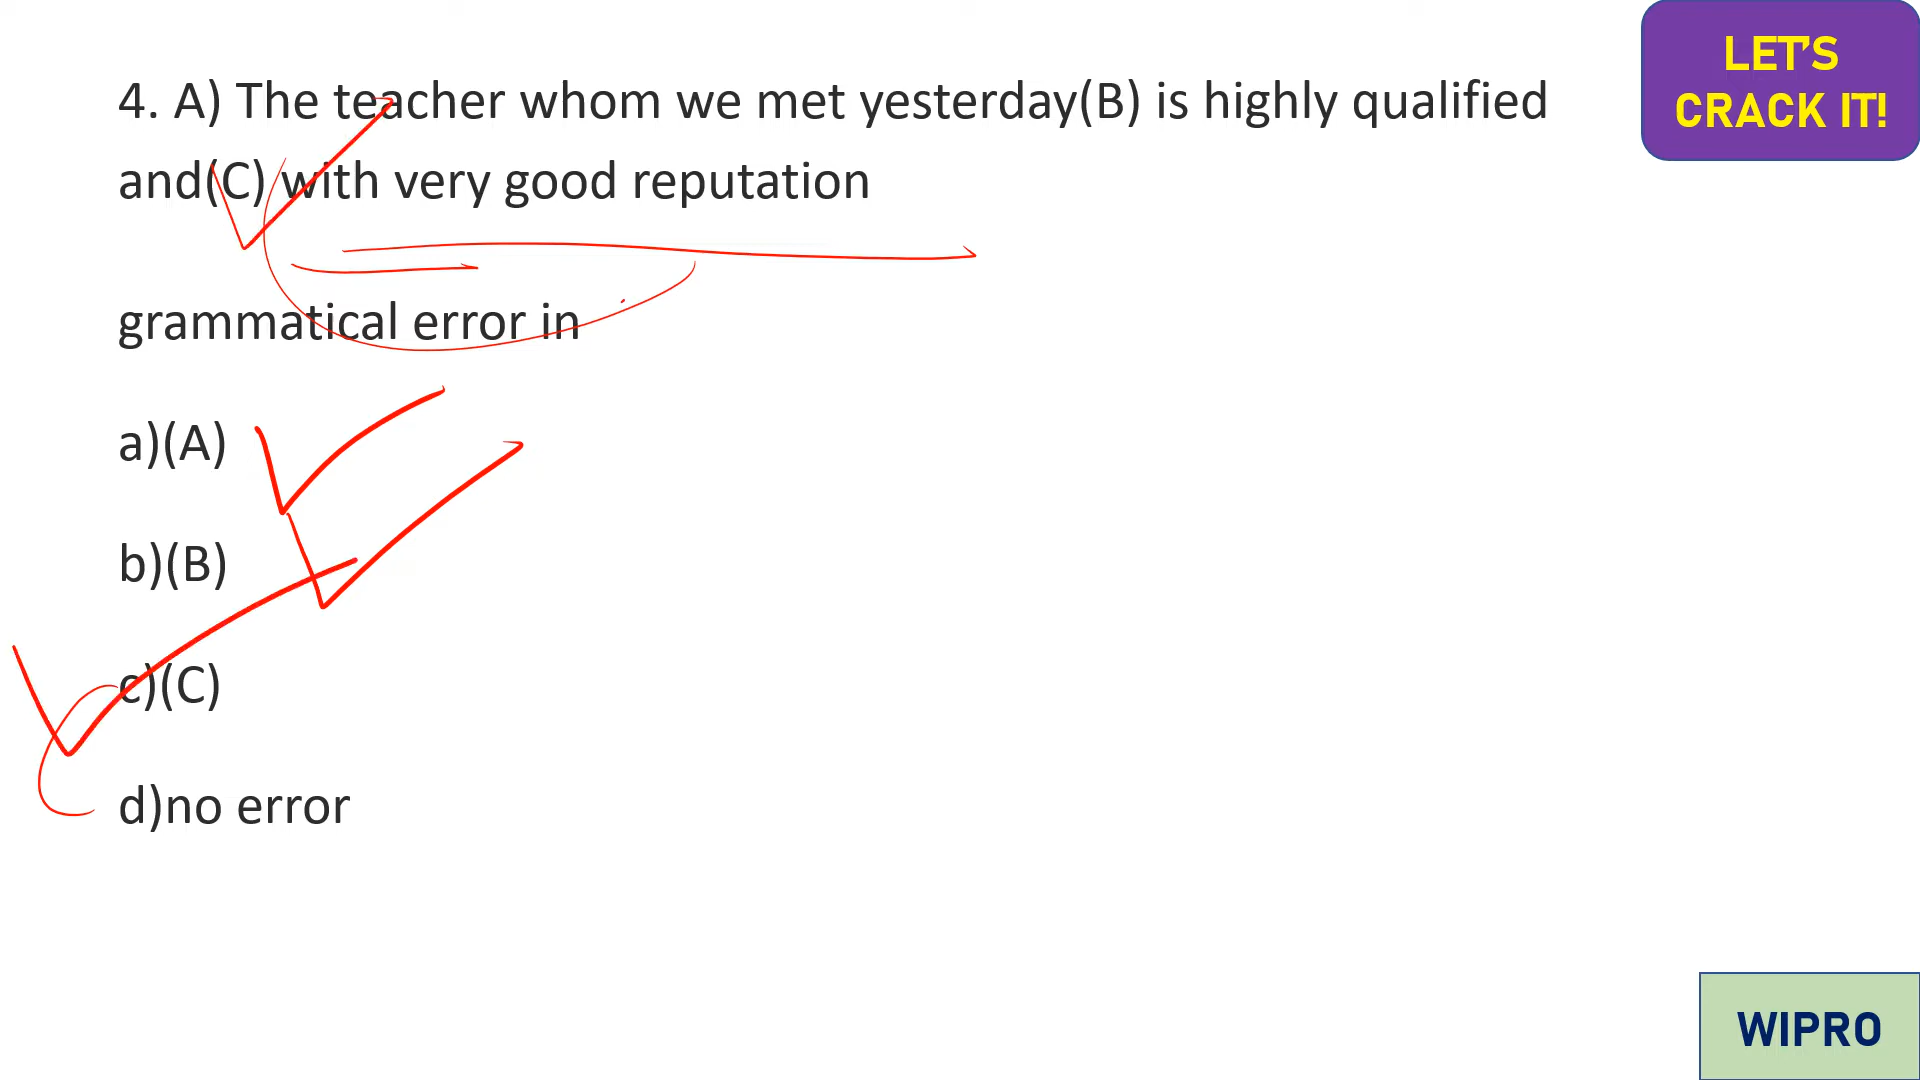 LET'S
CRACK IT!
4. A) The teacher whom we met yesterday(B) is highly qualified
and(C) with very good reputation
grammatical error in
a)(A)
b)(B)
c)(C)
d)no error
WIPRO